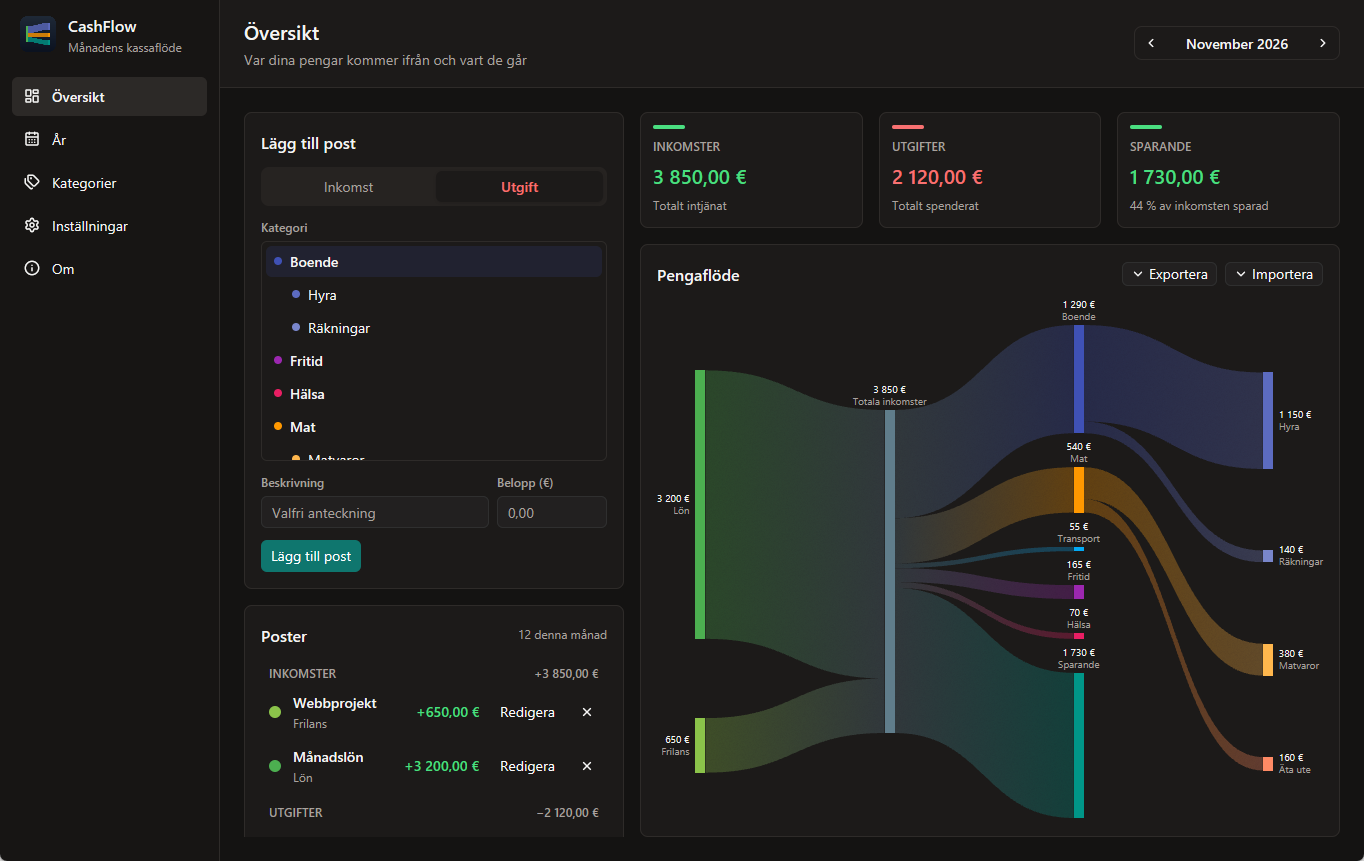 CashFlow
Månadens kassaflöde
Översikt
År
Kategorier
Inställningar
Om
Översikt
Var dina pengar kommer ifrån och vart de går
November 2026
Lägg till post
Inkomst
Utgift
Kategori
Boende
Hyra
Räkningar
Fritid
Hälsa
Mat
Matvaror
Beskrivning
Belopp (€)
Valfri anteckning
0,00
Lägg till post
Poster
12 denna månad
INKOMSTER
+3 850,00 €
Webbprojekt
Frilans
+650,00 €
Redigera
Månadslön
Lön
+3 200,00 €
Redigera
UTGIFTER
−2 120,00 €
INKOMSTER
3 850,00 €
Totalt intjänat
UTGIFTER
2 120,00 €
Totalt spenderat
SPARANDE
1 730,00 €
44 % av inkomsten sparad
Pengaflöde
Exportera
Importera
3 200 €
Lön
650 €
Frilans
3 850 €
Totala inkomster
1 290 €
Boende
540 €
Mat
55 €
Transport
165 €
Fritid
70 €
Hälsa
1 730 €
Sparande
1 150 €
Hyra
140 €
Räkningar
380 €
Matvaror
160 €
Äta ute